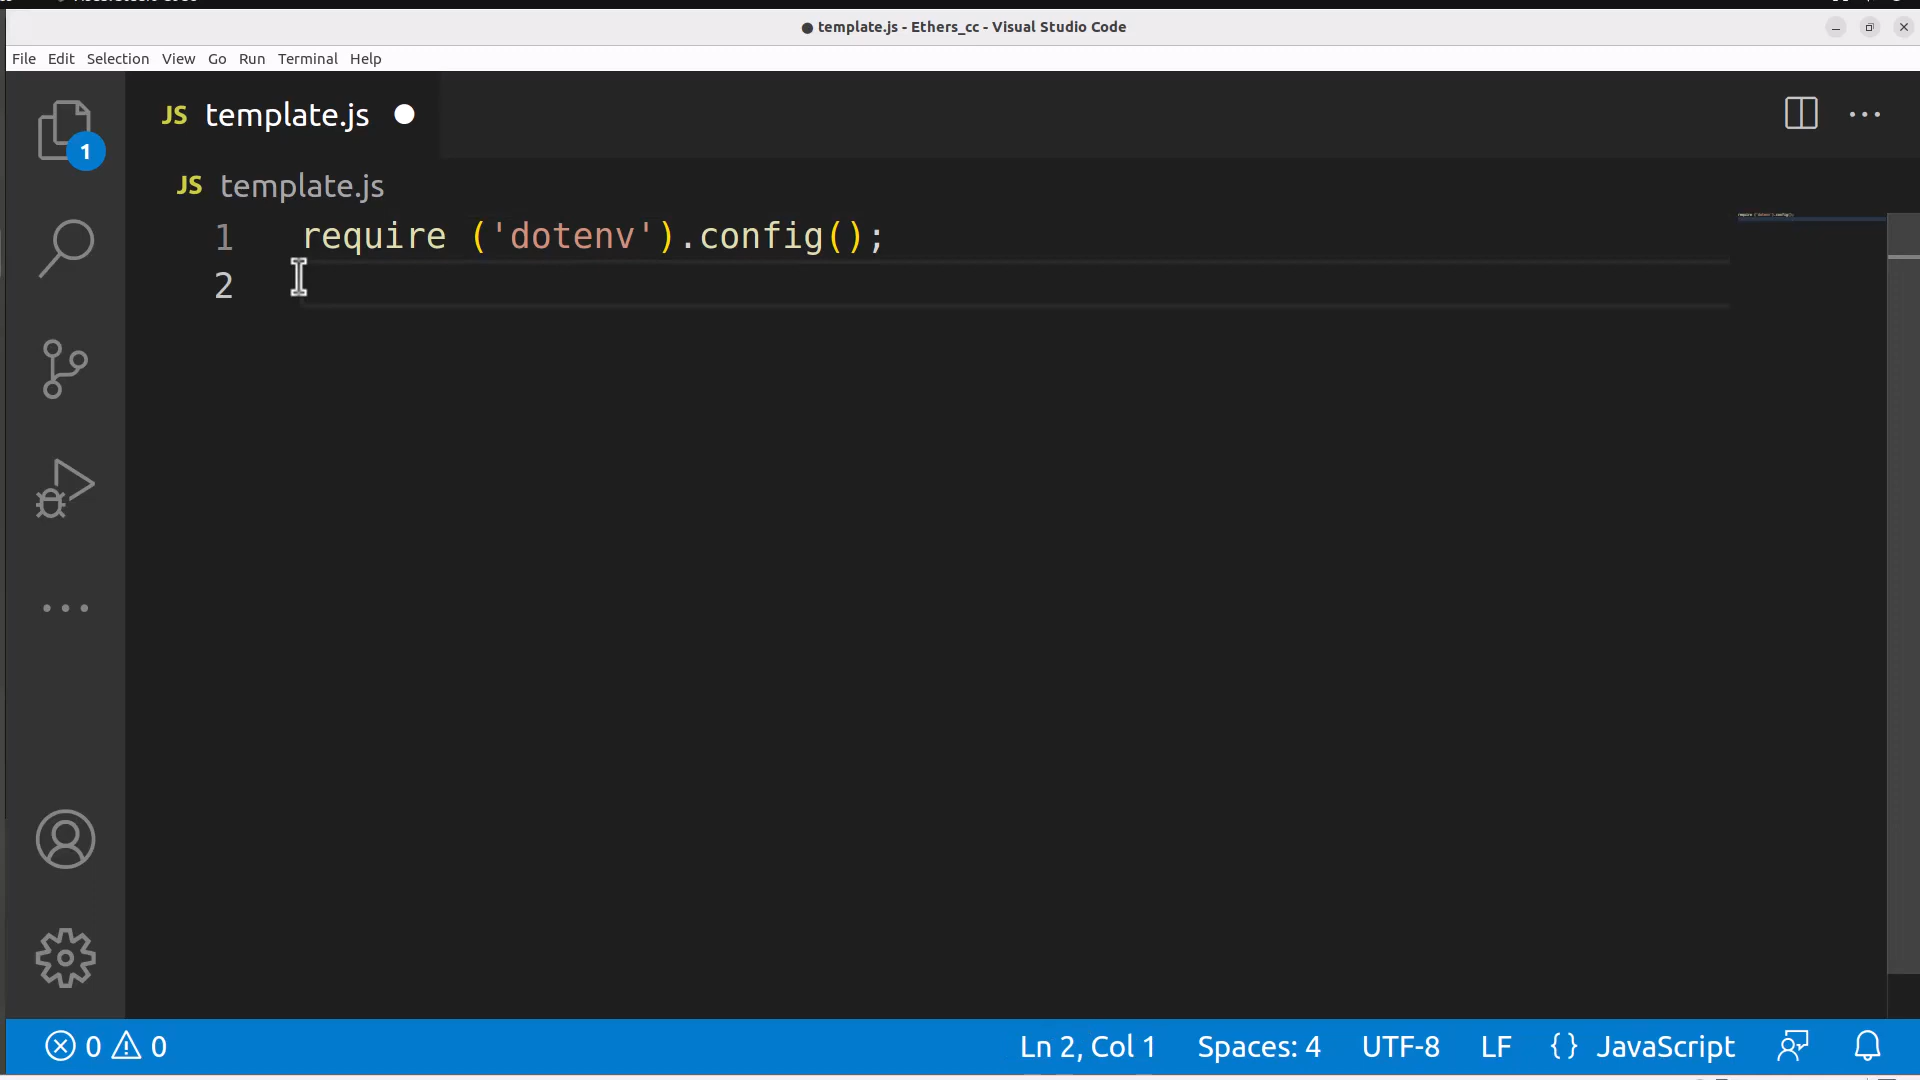 ● template.js - Ethers_cc - Visual Studio Code
File Edit Selection View Go Run Terminal Help
JS template.js
1
JS template.js
1 require ('dotenv').config();
2
0 0 Ln 2, Col 1 Spaces: 4 UTF-8 LF {} JavaScript